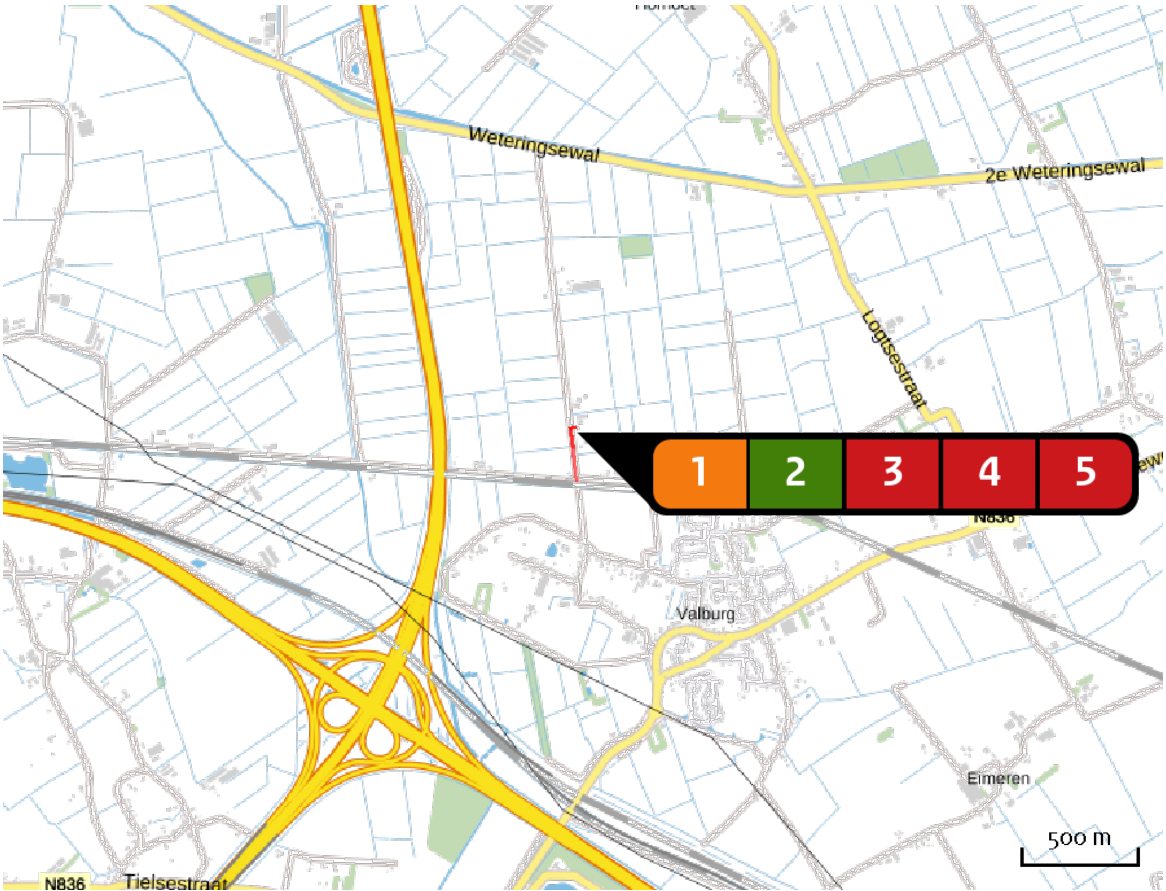 Weteringsewal
2e Weteringsewal
Logtsestraat
1 2 3 4 5
N836
Valburg
Eimeren
500 m
N836
Tielsestraat